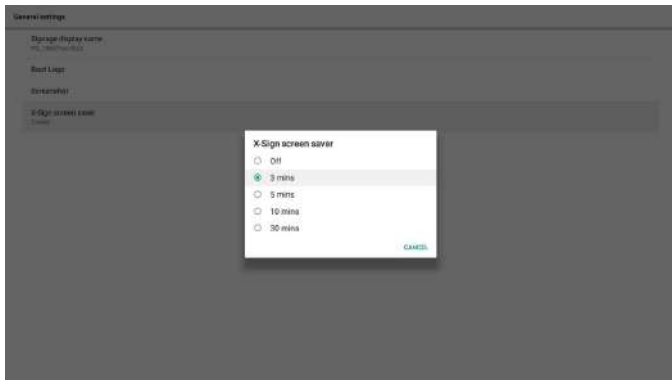 General settings
Signage display name
Boot Logo
Screenshot
X-Sign screen saver
X-Sign screen saver
Off
3 mins
5 mins
10 mins
30 mins
CANCEL